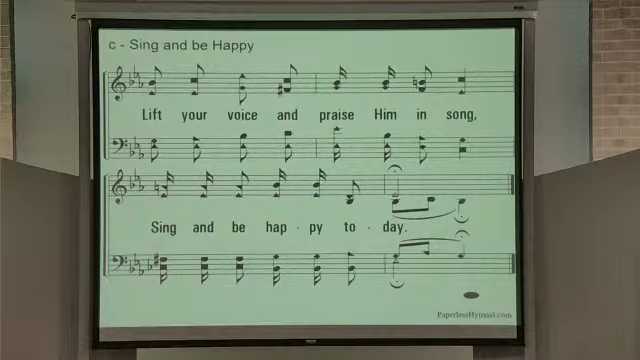 c - Sing and be Happy
Lift your voice and praise Him in song,
Sing and be hap - py to - day.
PaperlessHymnal.com